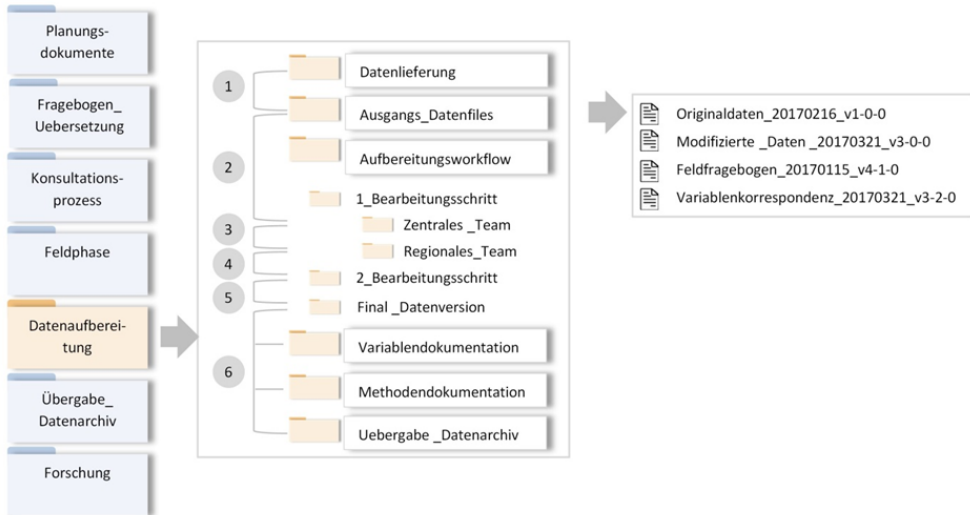 Planungs-
dokumente
Fragebogen_
Uebersetzung
Konsultations-
prozess
Feldphase
Datenaufberei-
tung
Übergabe_
Datenarchiv
Forschung
1
2
3
4
5
6
Datenlieferung
Ausgangs_Datenfiles
Aufbereitungsworkflow
1_Bearbeitungsschritt
Zentrales _Team
Regionales_Team
2_Bearbeitungsschritt
Final _Datenversion
Variablendokumentation
Methodendokumentation
Uebergabe _Datenarchiv
Originaldaten_20170216_v1-0-0
Modifizierte _Daten _20170321_v3-0-0
Feldfragebogen_20170115_v4-1-0
Variablenkorrespondenz_20170321_v3-2-0